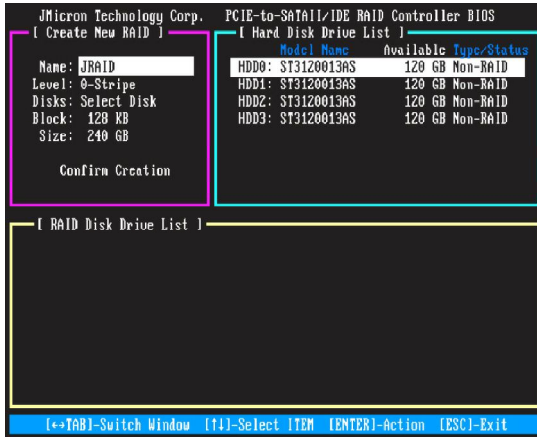 JMicron Technology Corp. PCIE-to-SATAII/IDE RAID Controller BIOS
[ Create New RAID ]
Name: JRAID
Level: 0-Stripe
Disks: Select Disk
Block: 128 KB
Size: 240 GB
Confirm Creation
[ Hard Disk Drive List ]
Model Name Available Type/Status
HDD0: ST3120013AS 120 GB Non-RAID
HDD1: ST3120013AS 120 GB Non-RAID
HDD2: ST3120013AS 120 GB Non-RAID
HDD3: ST3120013AS 120 GB Non-RAID
[ RAID Disk Drive List ]
[↔TAB]-Switch Window [↑↓]-Select ITEM [ENTER]-Action [ESC]-Exit